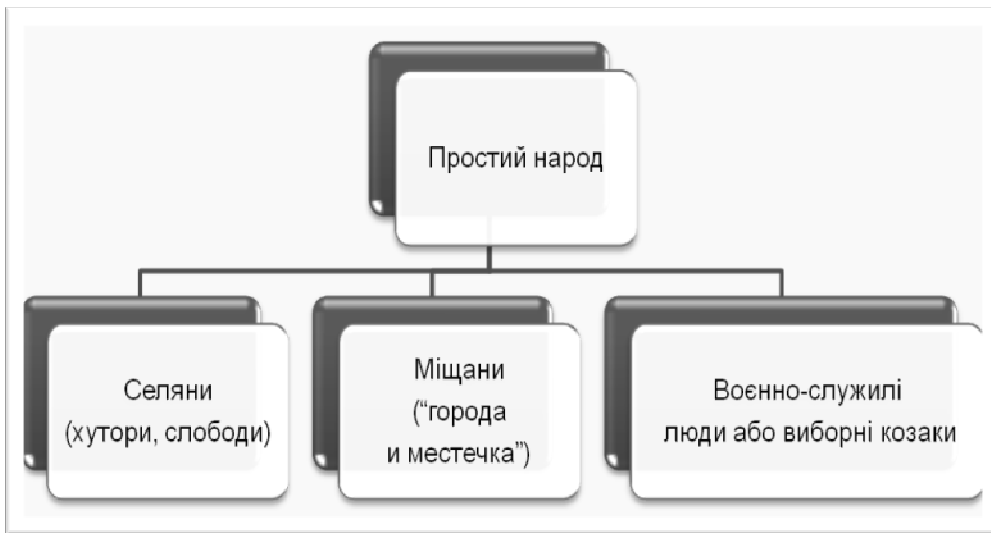 Простий народ
Селяни
(хутори, слободи)
Міщани
(“города
и местечка”)
Воєнно-служилі
люди або виборні козаки